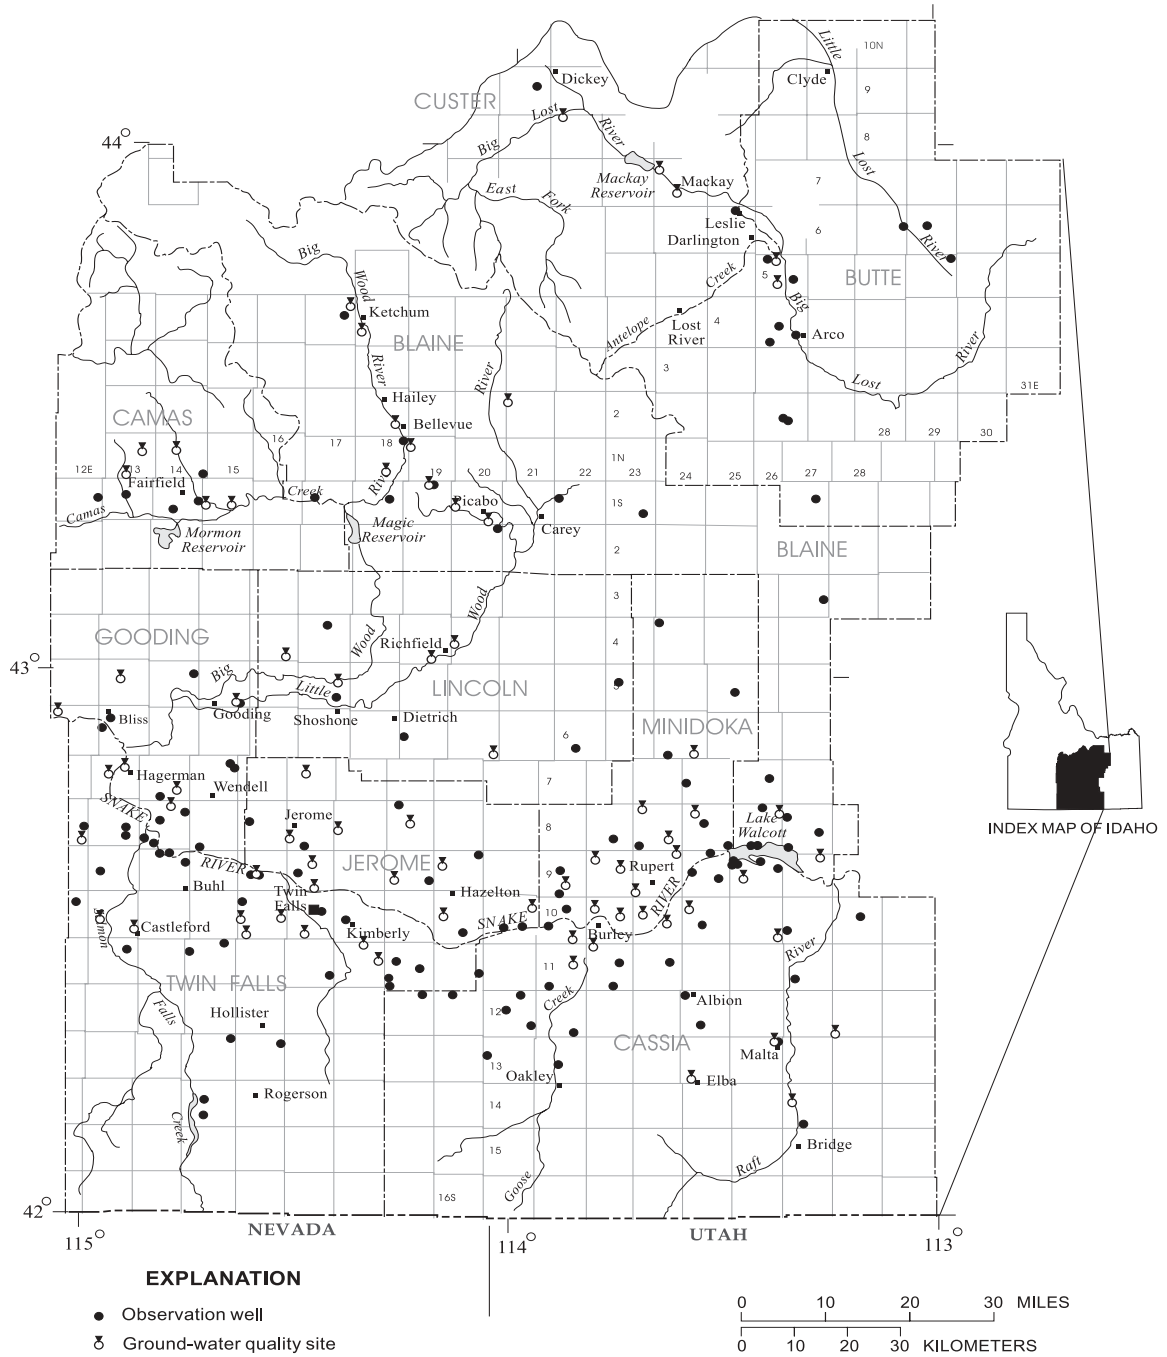 113°
Little
10N
Dickey
Clyde
9
CUSTER
Lost
Big
River
8
44°
Lost
Mackay
Reservoir
Mackay
7
East
Fork
Leslie
Darlington
6
River
Big
Creek
5
BUTTE
Wood
Big
Ketchum
BLAINE
Antelope
Lost
River
4
Arco
River
River
River
3
Lost
31E
Hailey
CAMAS
Bellevue
2
28
29
30
16
17
18
1N
12E
13
14
15
19
20
21
22
23
24
25
26
27
28
Fairfield
Creek
River
Picabo
1S
Camas
Mormon
Reservoir
Magic
Reservoir
Carey
2
BLAINE
3
Wood
GOODING
Wood
Richfield
4
43°
Big
Little
LINCOLN
5
Bliss
Gooding
Shoshone
Dietrich
6
MINIDOKA
Hagerman
Wendell
7
SNAKE
Jerome
8
Lake
Walcott
INDEX MAP OF IDAHO
RIVER
JEROME
Rupert
9
Buhl
Twin
Falls
Hazelton
RIVER
10
Salmon
Castleford
Kimberly
SNAKE
Burley
River
11
TWIN FALLS
Falls
Creek
Albion
Hollister
12
CASSIA
Malta
13
Oakley
Elba
Rogerson
14
Creek
15
Bridge
Raft
Goose
16S
42°
NEVADA
UTAH
115°
114°
113°
EXPLANATION
Observation well
Ground-water quality site
0 10 20 30 MILES
0 10 20 30 KILOMETERS